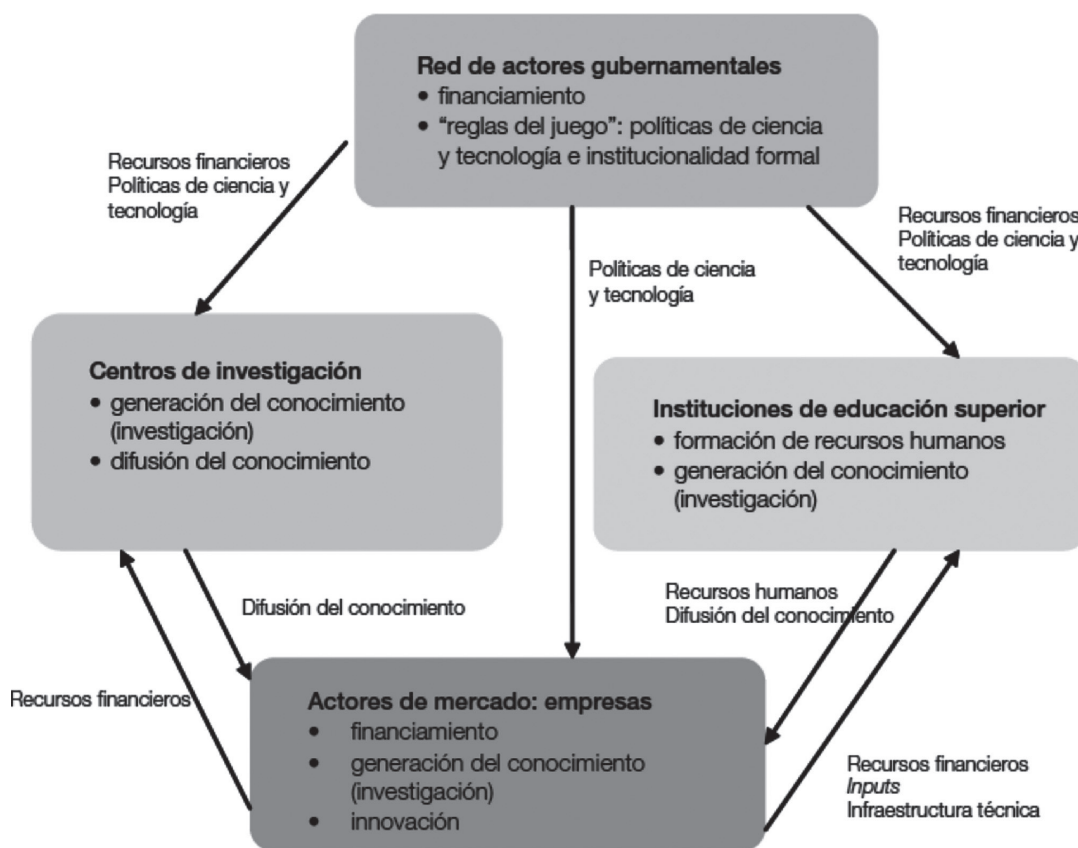 Red de actores gubernamentales
• financiamiento
• “reglas del juego”: políticas de ciencia
y tecnología e institucionalidad formal
Recursos financieros
Políticas de ciencia y
tecnología
Recursos financieros
Políticas de ciencia y
tecnología
Políticas de ciencia
y tecnología
Centros de investigación
• generación del conocimiento
(investigación)
• difusión del conocimiento
Instituciones de educación superior
• formación de recursos humanos
• generación del conocimiento
(investigación)
Difusión del conocimiento
Recursos humanos
Difusión del conocimiento
Recursos financieros
Actores de mercado: empresas
• financiamiento
• generación del conocimiento
(investigación)
• innovación
Recursos financieros
Inputs
Infraestructura técnica